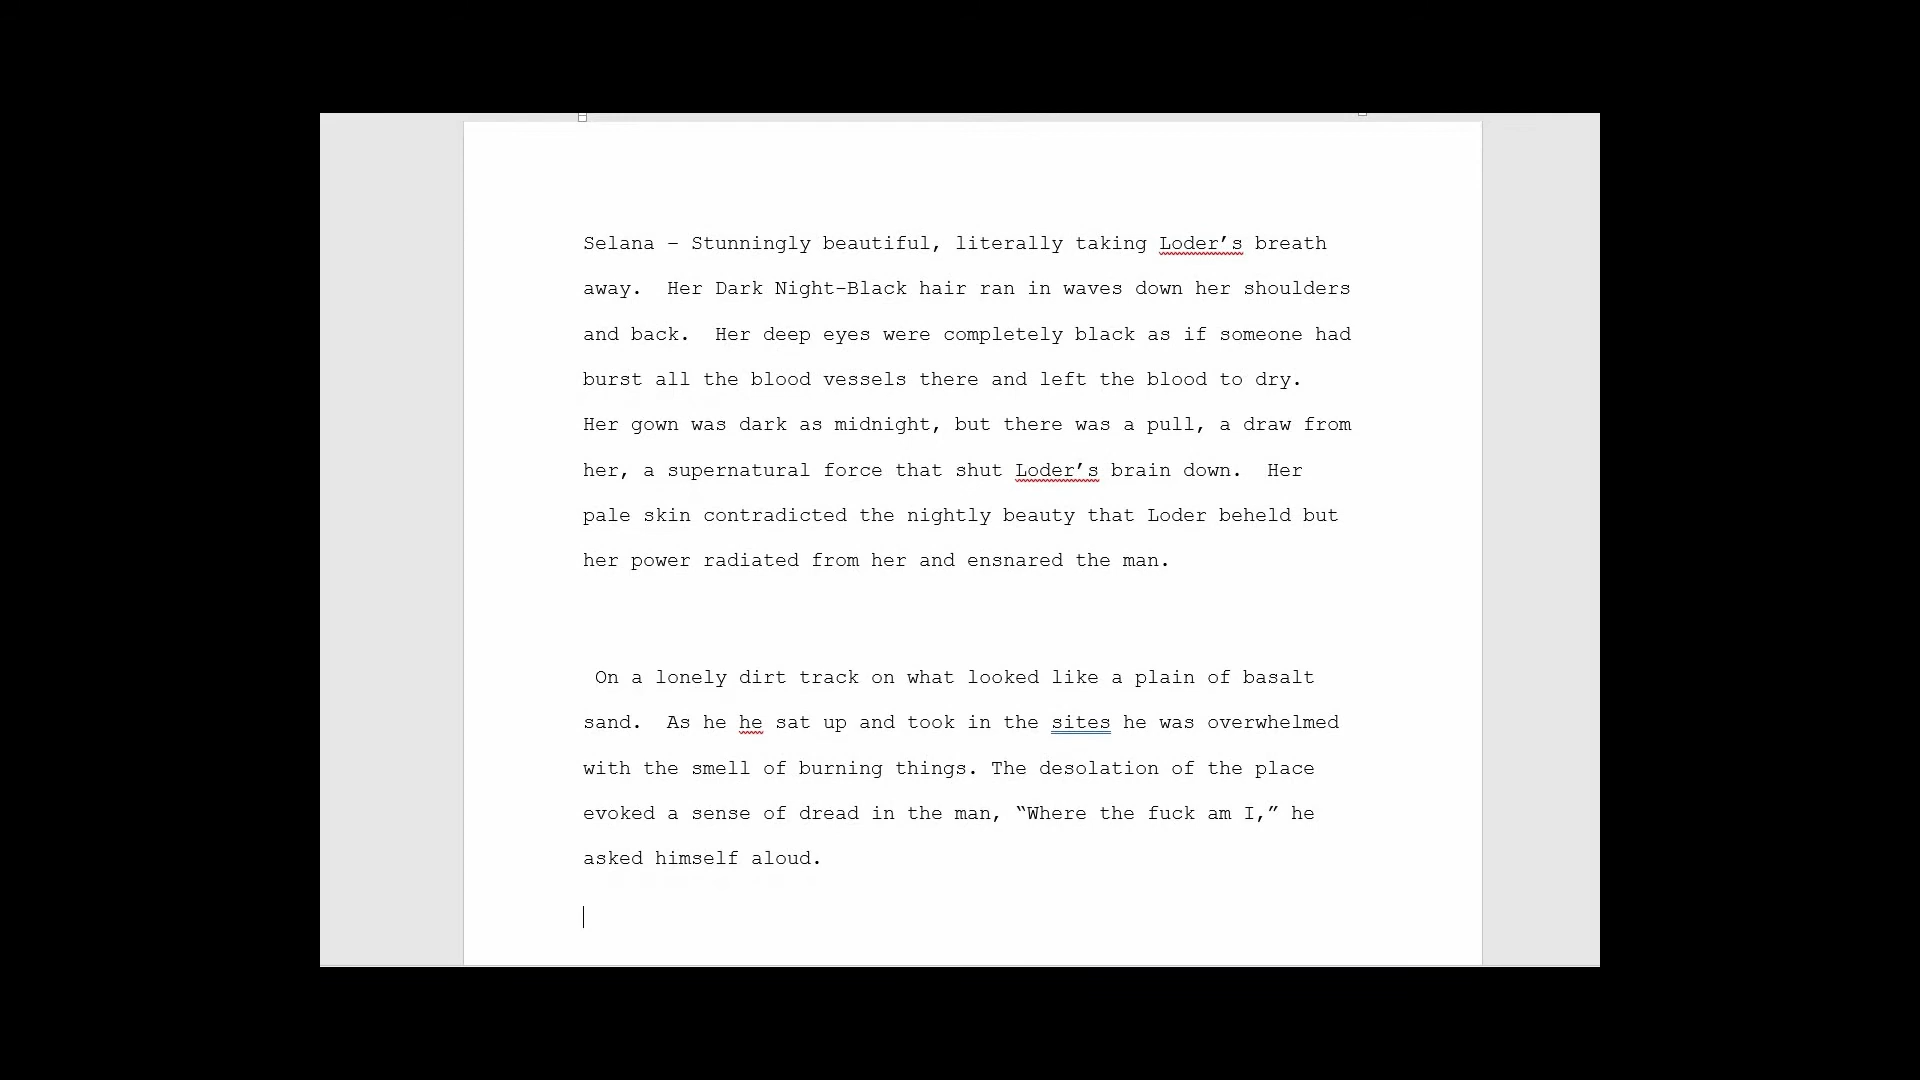 Selana – Stunningly beautiful, literally taking Loder’s breath
away.  Her Dark Night-Black hair ran in waves down her shoulders
and back.  Her deep eyes were completely black as if someone had
burst all the blood vessels there and left the blood to dry.
Her gown was dark as midnight, but there was a pull, a draw from
her, a supernatural force that shut Loder’s brain down.  Her
pale skin contradicted the nightly beauty that Loder beheld but
her power radiated from her and ensnared the man.
On a lonely dirt track on what looked like a plain of basalt
sand.  As he he sat up and took in the sites he was overwhelmed
with the smell of burning things. The desolation of the place
evoked a sense of dread in the man, “Where the fuck am I,” he
asked himself aloud.